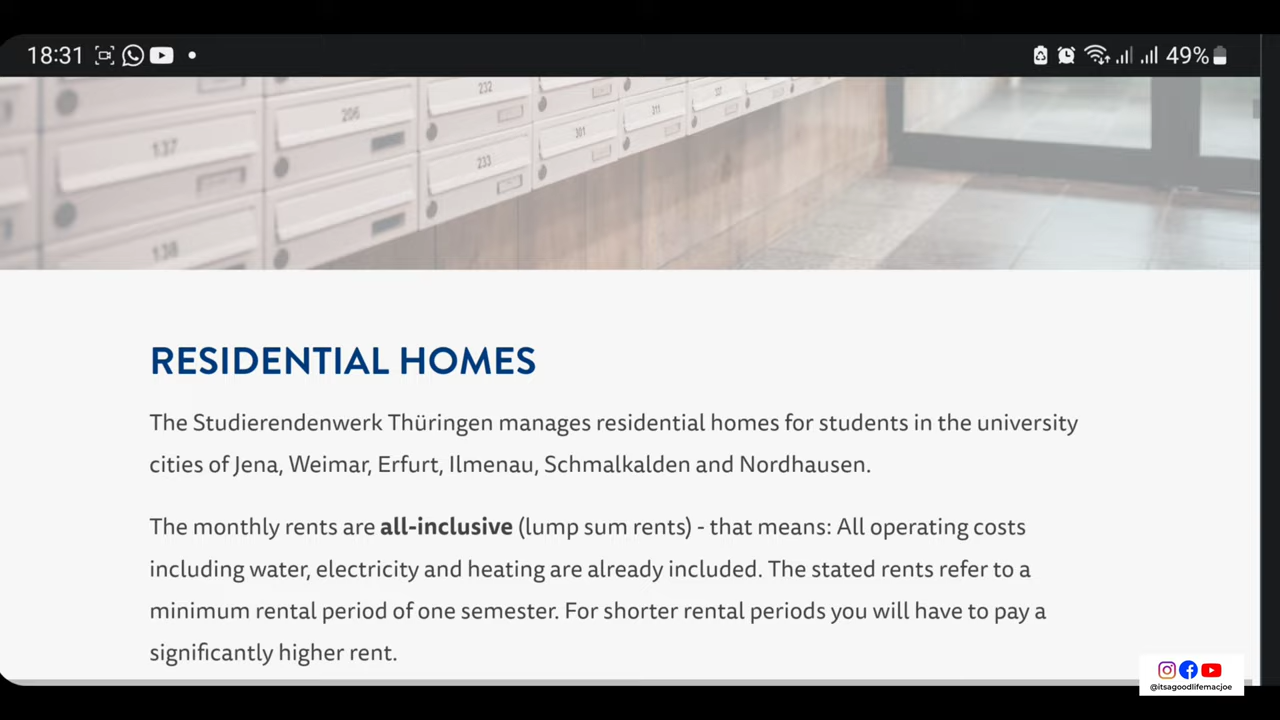 18:31 49%
232
206
337
137
311
301
233
138
RESIDENTIAL HOMES
The Studierendenwerk Thüringen manages residential homes for students in the university
cities of Jena, Weimar, Erfurt, Ilmenau, Schmalkalden and Nordhausen.
The monthly rents are all-inclusive (lump sum rents) - that means: All operating costs
including water, electricity and heating are already included. The stated rents refer to a
minimum rental period of one semester. For shorter rental periods you will have to pay a
significantly higher rent.
@itsagoodlifemacjoe